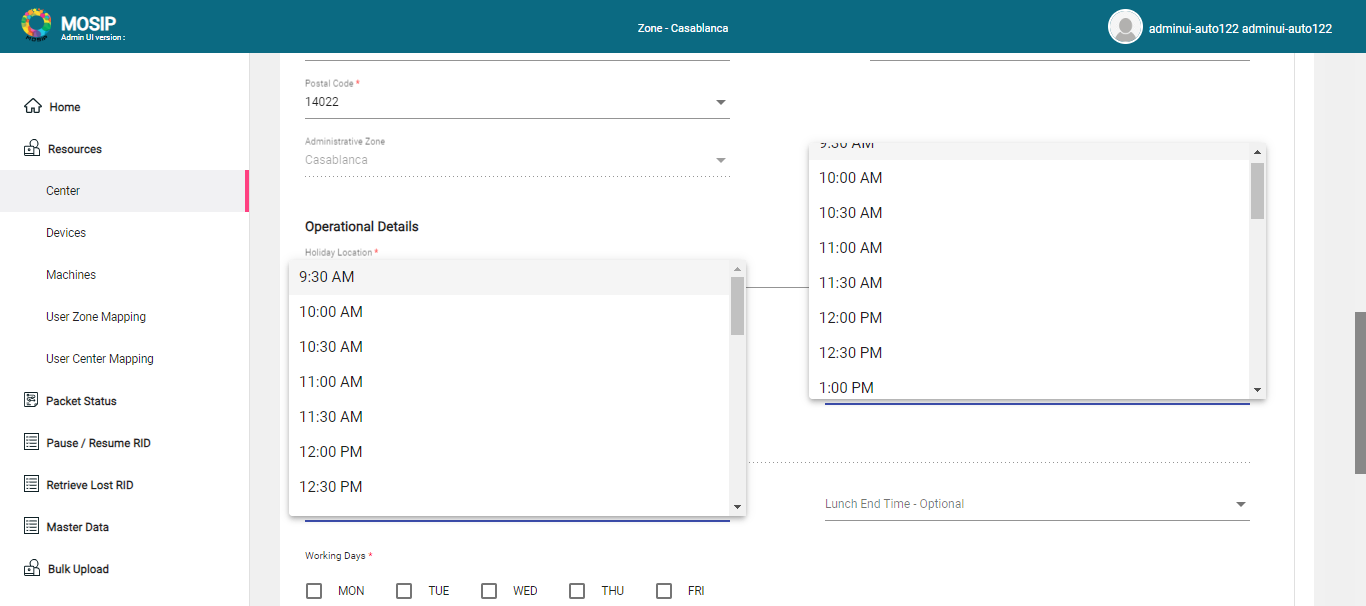 MOSIP
Admin UI version :
Zone - Casablanca
adminui-auto122 adminui-auto122
Home
Resources
Center
Devices
Machines
User Zone Mapping
User Center Mapping
Packet Status
Pause / Resume RID
Retrieve Lost RID
Master Data
Bulk Upload
Postal Code *
14022
Administrative Zone
Casablanca
Operational Details
Holiday Location *
9:30 AM
10:00 AM
10:30 AM
11:00 AM
11:30 AM
12:00 PM
12:30 PM
9:30 AM
10:00 AM
10:30 AM
11:00 AM
11:30 AM
12:00 PM
12:30 PM
1:00 PM
Lunch End Time - Optional
Working Days *
MON TUE WED THU FRI